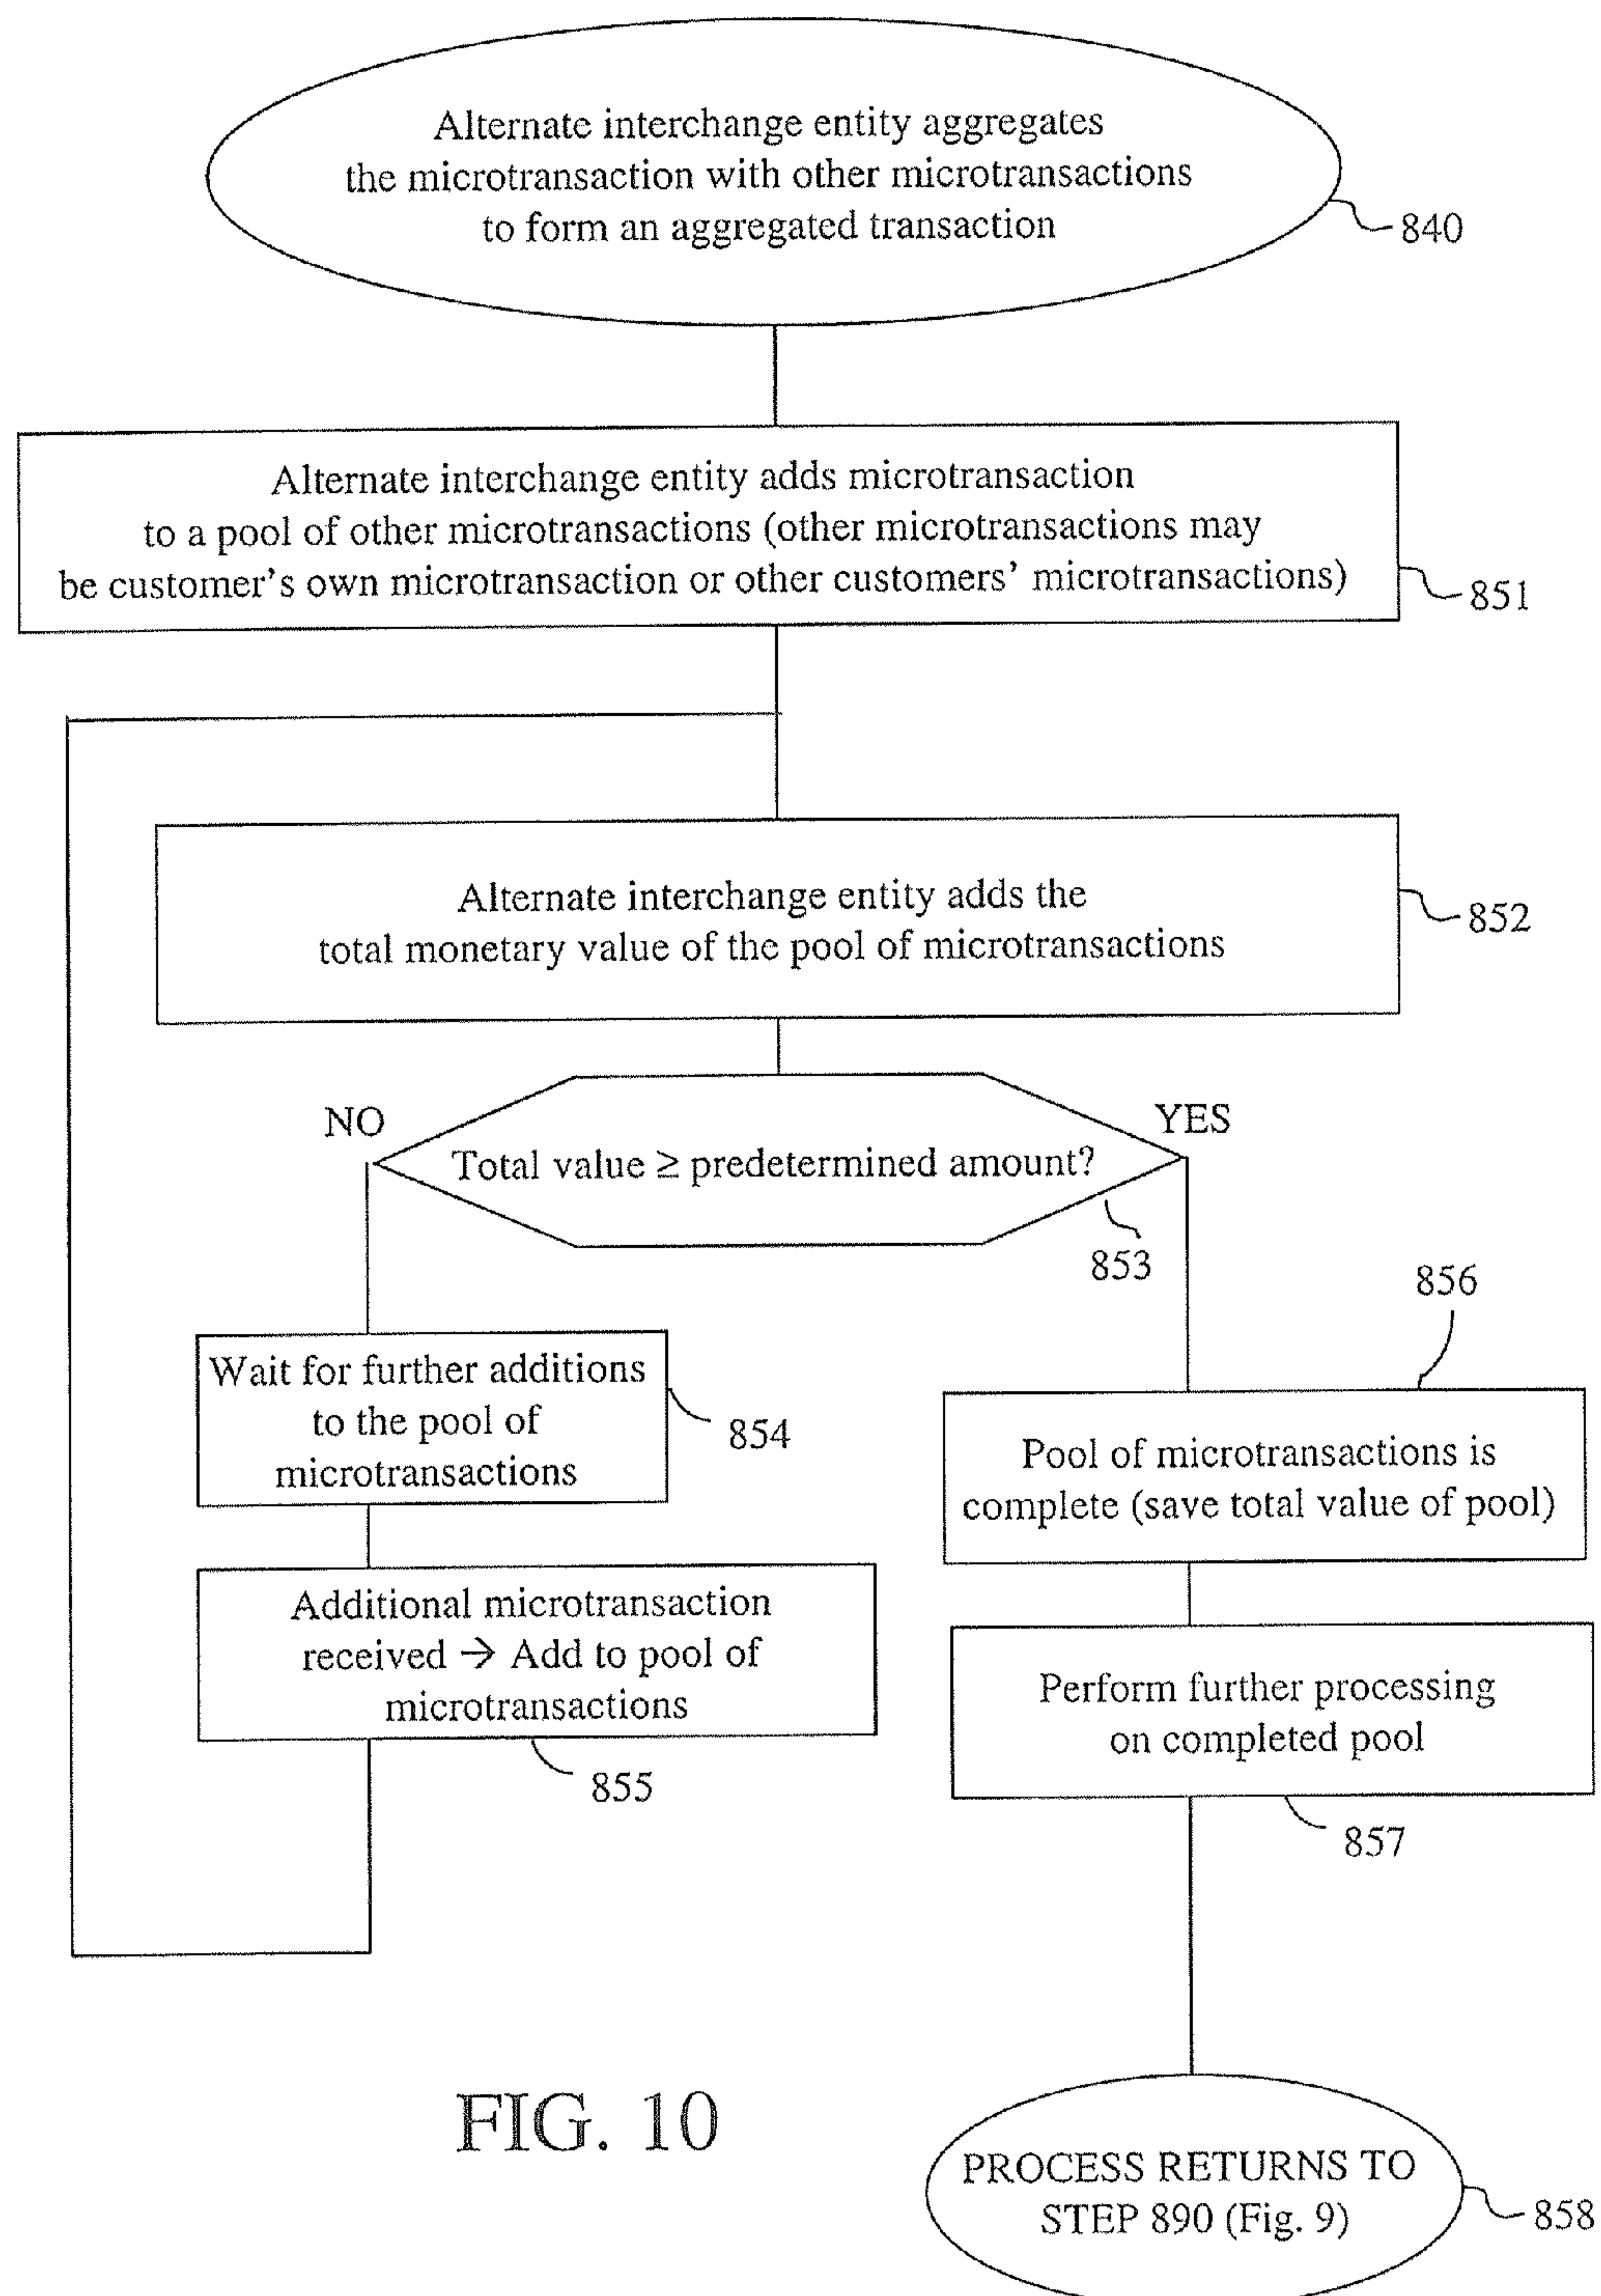 Alternate interchange entity aggregates
the microtransaction with other microtransactions
to form an aggregated transaction
840
Alternate interchange entity adds microtransaction
to a pool of other microtransactions (other microtransactions may
be customer's own microtransaction or other customers' microtransactions)
851
Alternate interchange entity adds the
total monetary value of the pool of microtransactions
852
NO
YES
Total value ≥ predetermined amount?
853
856
Wait for further additions
to the pool of
microtransactions
854
Pool of microtransactions is
complete (save total value of pool)
Additional microtransaction
received → Add to pool of
microtransactions
855
Perform further processing
on completed pool
857
FIG. 10
PROCESS RETURNS TO
STEP 890 (Fig. 9)
858